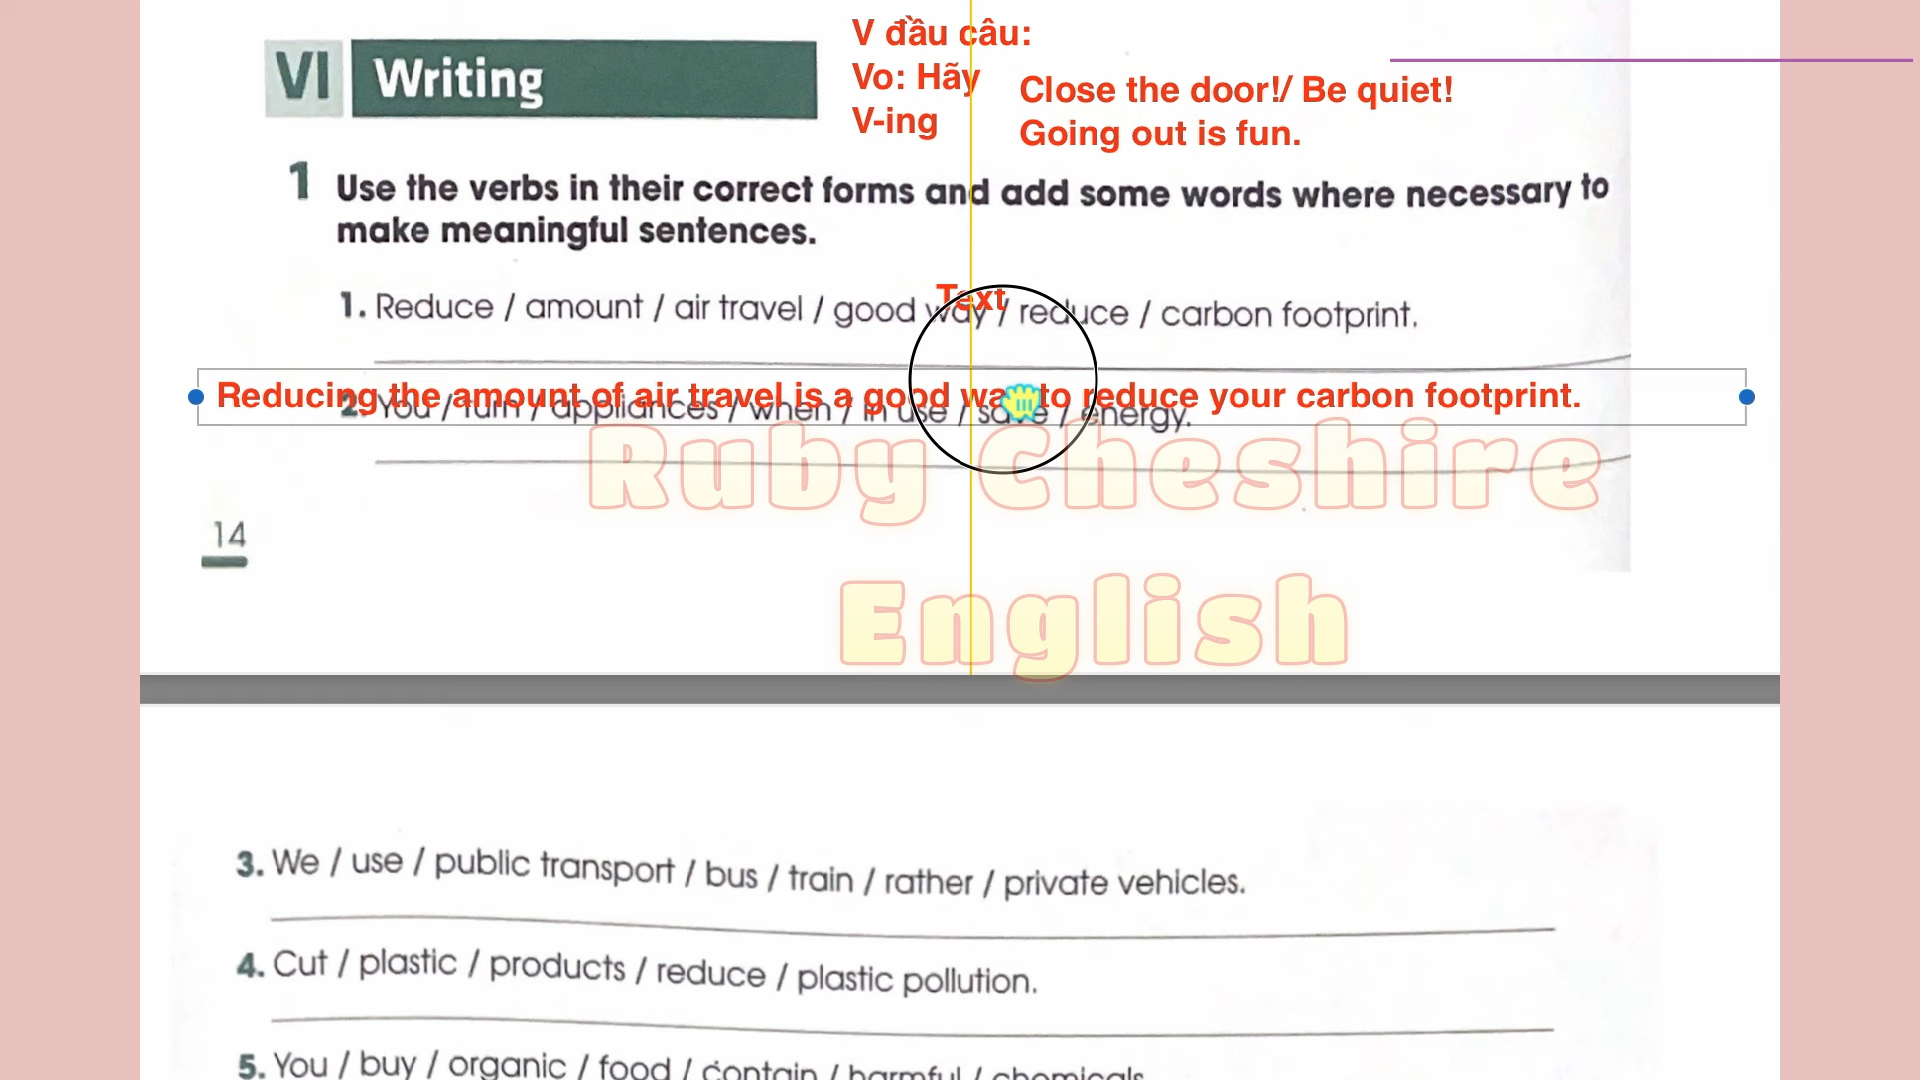 VI Writing
V đầu câu:
Vo: Hãy
V-ing
Close the door!/ Be quiet!
Going out is fun.
1 Use the verbs in their correct forms and add some words where necessary to
make meaningful sentences.
Text
1. Reduce / amount / air travel / good way / reduce / carbon footprint.
Reducing the amount of air travel is a good way to reduce your carbon footprint.
2. You / turn / appliances / when / in use / save / energy.
Ruby Cheshire
English
14
3. We / use / public transport / bus / train / rather / private vehicles.
4. Cut / plastic / products / reduce / plastic pollution.
5. You / buy / organic / food / contain / harmful / chemicals